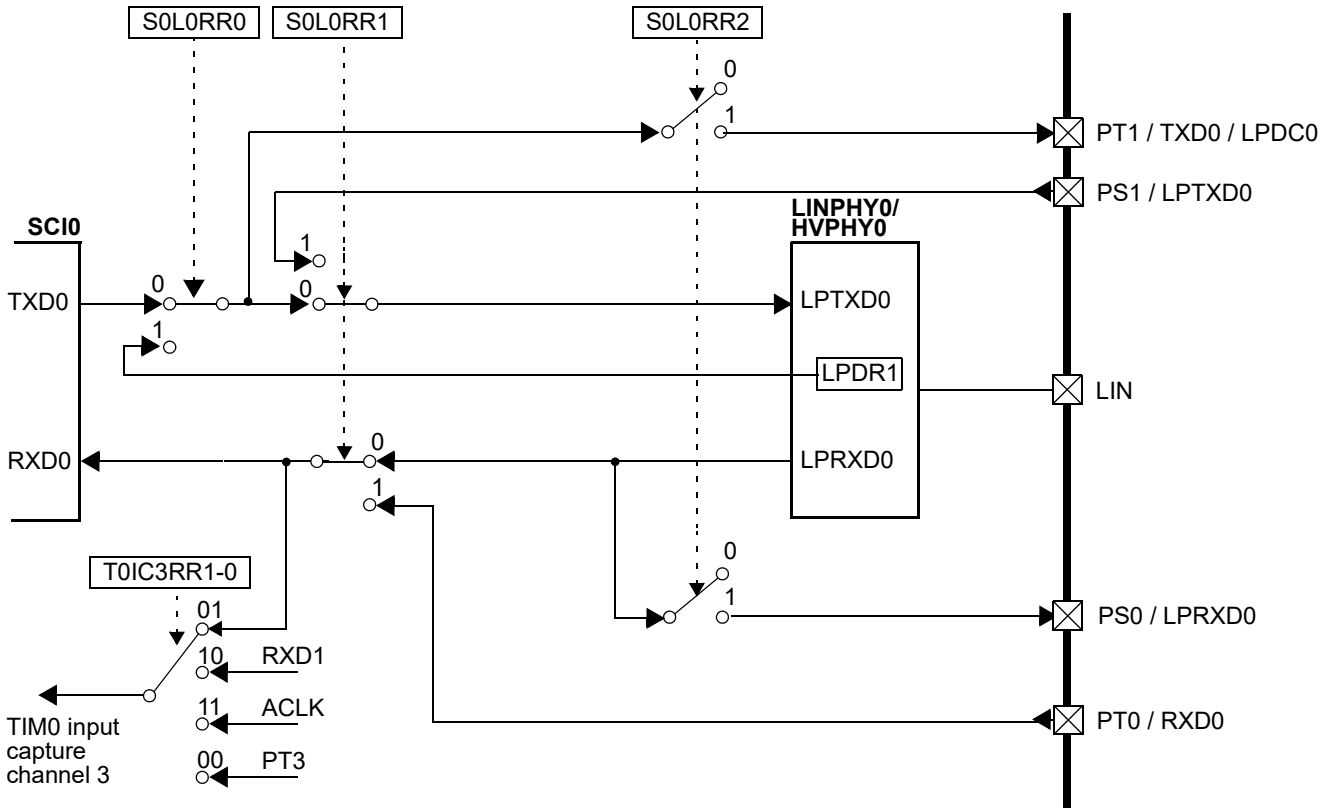 S0L0RR0
S0L0RR1
S0L0RR2
0
1
PT1 / TXD0 / LPDC0
PS1 / LPTXD0
LINPHY0/
HVPHY0
SCI0
1
0
0
TXD0
LPTXD0
1
LPDR1
LIN
0
RXD0
LPRXD0
1
T0IC3RR1-0
0
1
01
PS0 / LPRXD0
10
RXD1
11
ACLK
PT0 / RXD0
TIM0 input
capture
channel 3
00
PT3